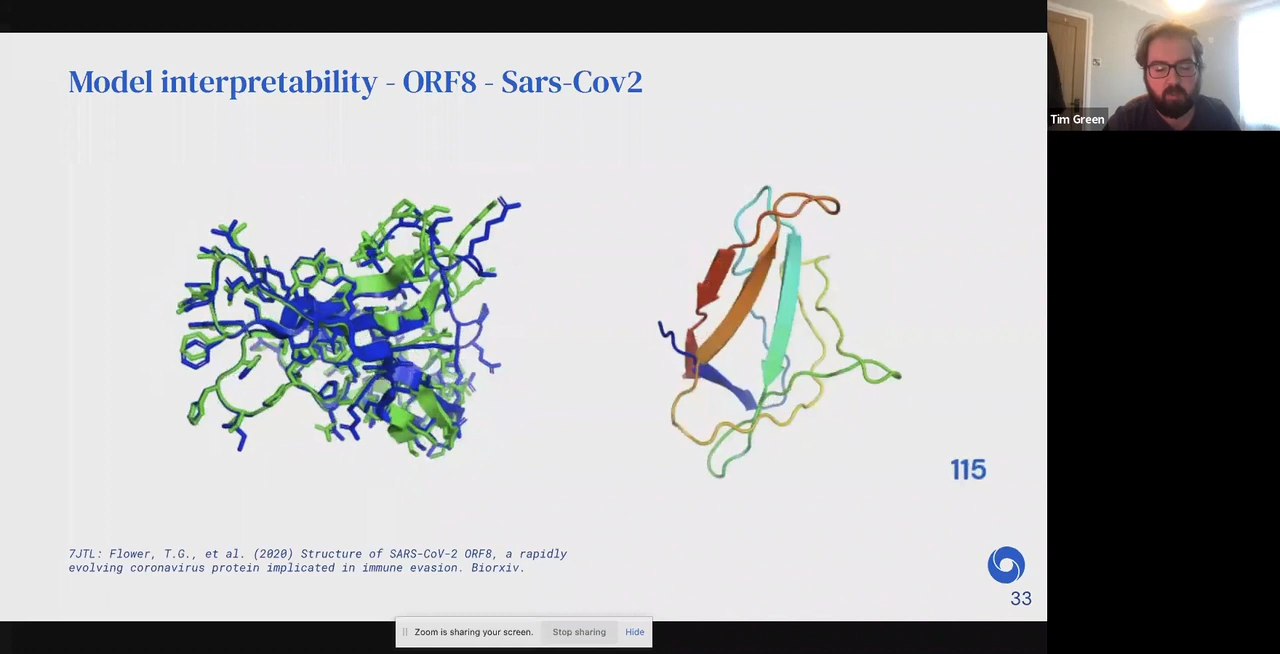 Model interpretability - ORF8 - Sars-Cov2
Tim Green
115
7JTL: Flower, T.G., et al. (2020) Structure of SARS-CoV-2 ORF8, a rapidly
evolving coronavirus protein implicated in immune evasion. Biorxiv.
33
Zoom is sharing your screen. Stop sharing Hide